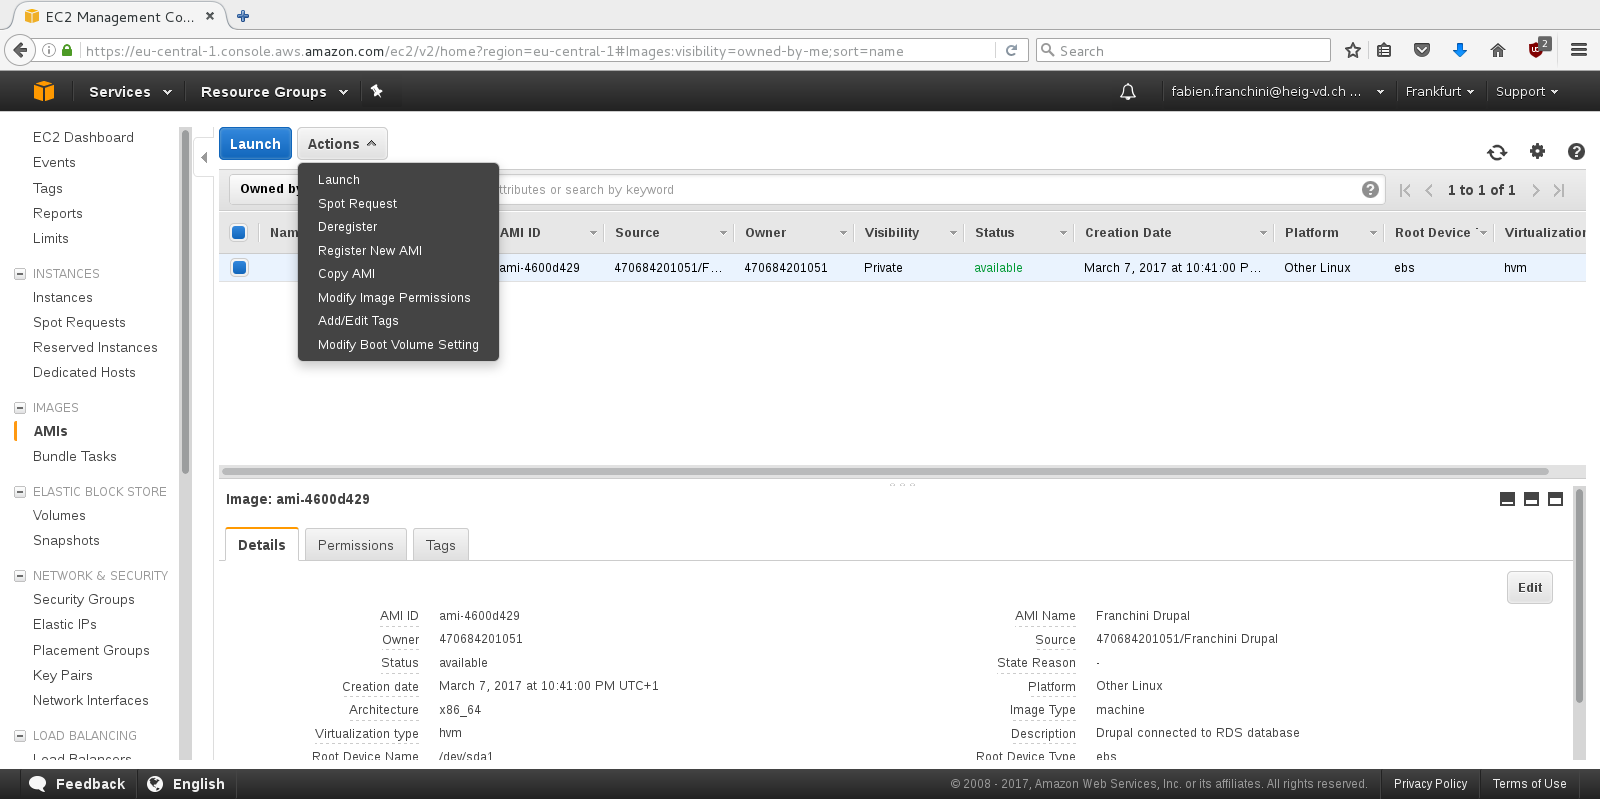 EC2 Management Co...
https://eu-central-1.console.aws.amazon.com/ec2/v2/home?region=eu-central-1#Images:visibility=owned-by-me;sort=name
Search
2
Services
Resource Groups
fabien.franchini@heig-vd.ch ...
Frankfurt
Support
EC2 Dashboard
Events
Tags
Reports
Limits
INSTANCES
Instances
Spot Requests
Reserved Instances
Dedicated Hosts
IMAGES
AMIs
Bundle Tasks
ELASTIC BLOCK STORE
Volumes
Snapshots
NETWORK & SECURITY
Security Groups
Elastic IPs
Placement Groups
Key Pairs
Network Interfaces
LOAD BALANCING
Load Balancers
Launch
Actions
Launch
Spot Request
Deregister
Register New AMI
Copy AMI
Modify Image Permissions
Add/Edit Tags
Modify Boot Volume Setting
Owned by
ttributes or search by keyword
1 to 1 of 1
Nam AMI ID Source Owner Visibility Status Creation Date Platform Root Device Virtualization
ami-4600d429 470684201051/F... 470684201051 Private available March 7, 2017 at 10:41:00 P... Other Linux ebs hvm
Image: ami-4600d429
Details Permissions Tags
Edit
AMI ID ami-4600d429 AMI Name Franchini Drupal
Owner 470684201051 Source 470684201051/Franchini Drupal
Status available State Reason -
Creation date March 7, 2017 at 10:41:00 PM UTC+1 Platform Other Linux
Architecture x86_64 Image Type machine
Virtualization type hvm Description Drupal connected to RDS database
Root Device Name /dev/sda1 Root Device Type ebs
Feedback
English
© 2008 - 2017, Amazon Web Services, Inc. or its affiliates. All rights reserved.
Privacy Policy
Terms of Use